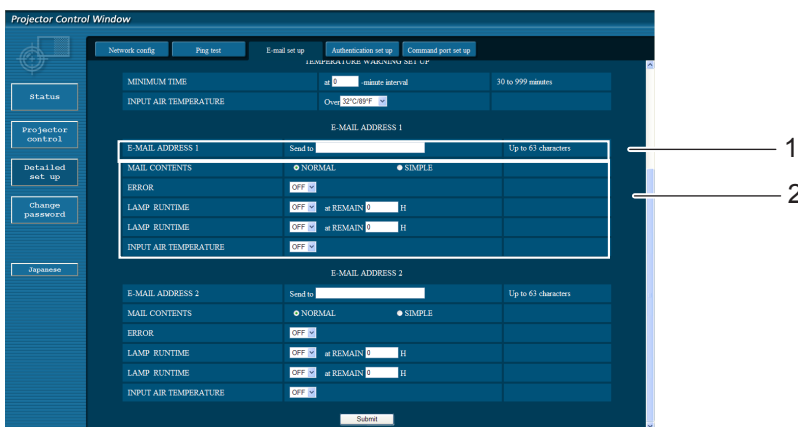 Projector Control Window
Network config Ping test E-mail set up Authentication set up Command port set up
TEMPERATURE WARNING SET UP
MINIMUM TIME at 0 -minute interval 30 to 999 minutes
INPUT AIR TEMPERATURE Over 32°C/89°F
Status
Projector
control
Detailed
set up
Change
password
Japanese
E-MAIL ADDRESS 1
E-MAIL ADDRESS 1 Send to Up to 63 characters
MAIL CONTENTS NORMAL SIMPLE
ERROR OFF
LAMP RUNTIME OFF at REMAIN 0 H
LAMP RUNTIME OFF at REMAIN 0 H
INPUT AIR TEMPERATURE OFF
E-MAIL ADDRESS 2
E-MAIL ADDRESS 2 Send to Up to 63 characters
MAIL CONTENTS NORMAL SIMPLE
ERROR OFF
LAMP RUNTIME OFF at REMAIN 0 H
LAMP RUNTIME OFF at REMAIN 0 H
INPUT AIR TEMPERATURE OFF
Submit
1
2